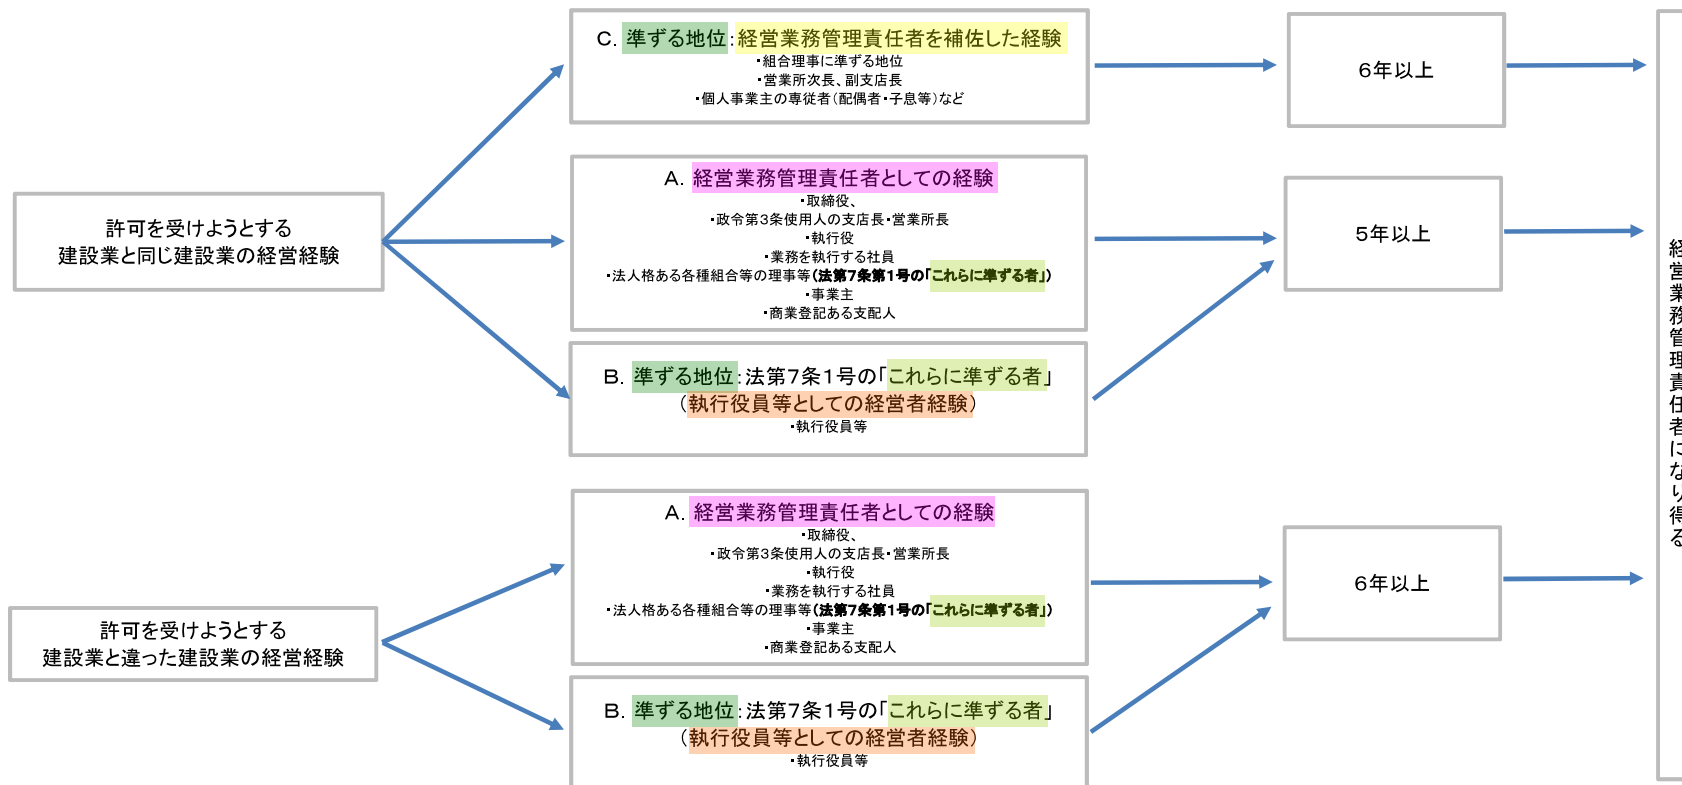 許可を受けようとする
建設業と同じ建設業の経営経験
C. 準ずる地位:経営業務管理責任者を補佐した経験
・組合理事に準ずる地位
・営業所次長、副支店長
・個人事業主の専従者(配偶者・子息等)など
6年以上
A. 経営業務管理責任者としての経験
・取締役、
・政令第3条使用人の支店長・営業所長
・執行役
・業務を執行する社員
・法人格ある各種組合等の理事等(法第7条第1号の「これらに準ずる者」)
・事業主
・商業登記ある支配人
5年以上
B. 準ずる地位:法第7条1号の「これらに準ずる者」
(執行役員等としての経営者経験)
・執行役員等
許可を受けようとする
建設業と違った建設業の経営経験
A. 経営業務管理責任者としての経験
・取締役、
・政令第3条使用人の支店長・営業所長
・執行役
・業務を執行する社員
・法人格ある各種組合等の理事等(法第7条第1号の「これらに準ずる者」)
・事業主
・商業登記ある支配人
6年以上
B. 準ずる地位:法第7条1号の「これらに準ずる者」
(執行役員等としての経営者経験)
・執行役員等
経営業務管理責任者になり得る